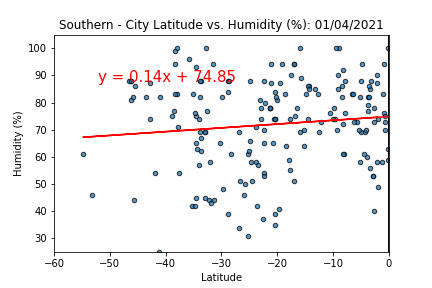 Southern - City Latitude vs. Humidity (%): 01/04/2021
100
90
y = 0.14x + 74.85
80
70
60
50
40
30
Humidity (%)
−60 −50 −40 −30 −20 −10 0
Latitude